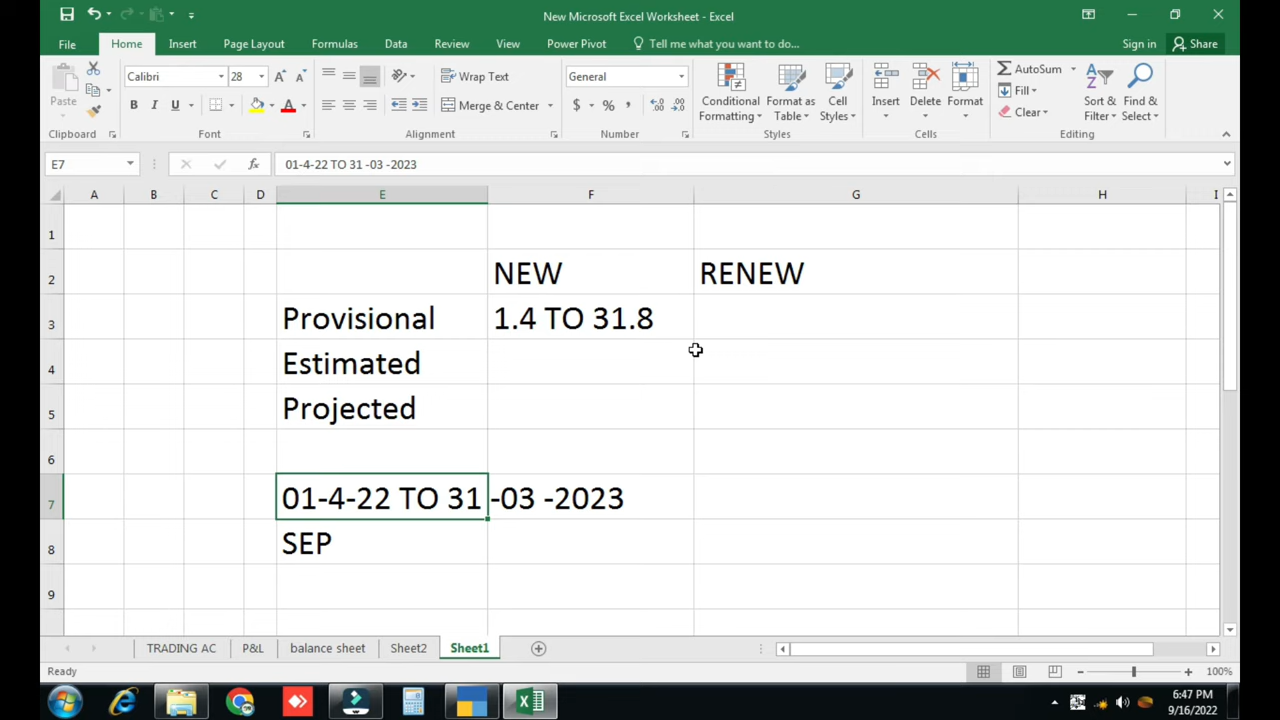 New Microsoft Excel Worksheet - Excel
File Home Insert Page Layout Formulas Data Review View Power Pivot Tell me what you want to do... Sign in Share
Paste
Calibri 28 A A
B I U A
Wrap Text
Merge & Center
General
$ % ,
Conditional Formatting
Format as Table
Cell Styles
Insert Delete Format
AutoSum
Fill
Clear
Sort & Filter
Find & Select
Clipboard Font Alignment Number Styles Cells Editing
E7 fx 01-4-22 TO 31 -03 -2023
A B C D E F G H I
1
2 NEW RENEW
3 Provisional 1.4 TO 31.8
4 Estimated
5 Projected
6
7 01-4-22 TO 31 -03 -2023
8 SEP
9
TRADING AC P&L balance sheet Sheet2 Sheet1
Ready 100%
6:47 PM
9/16/2022